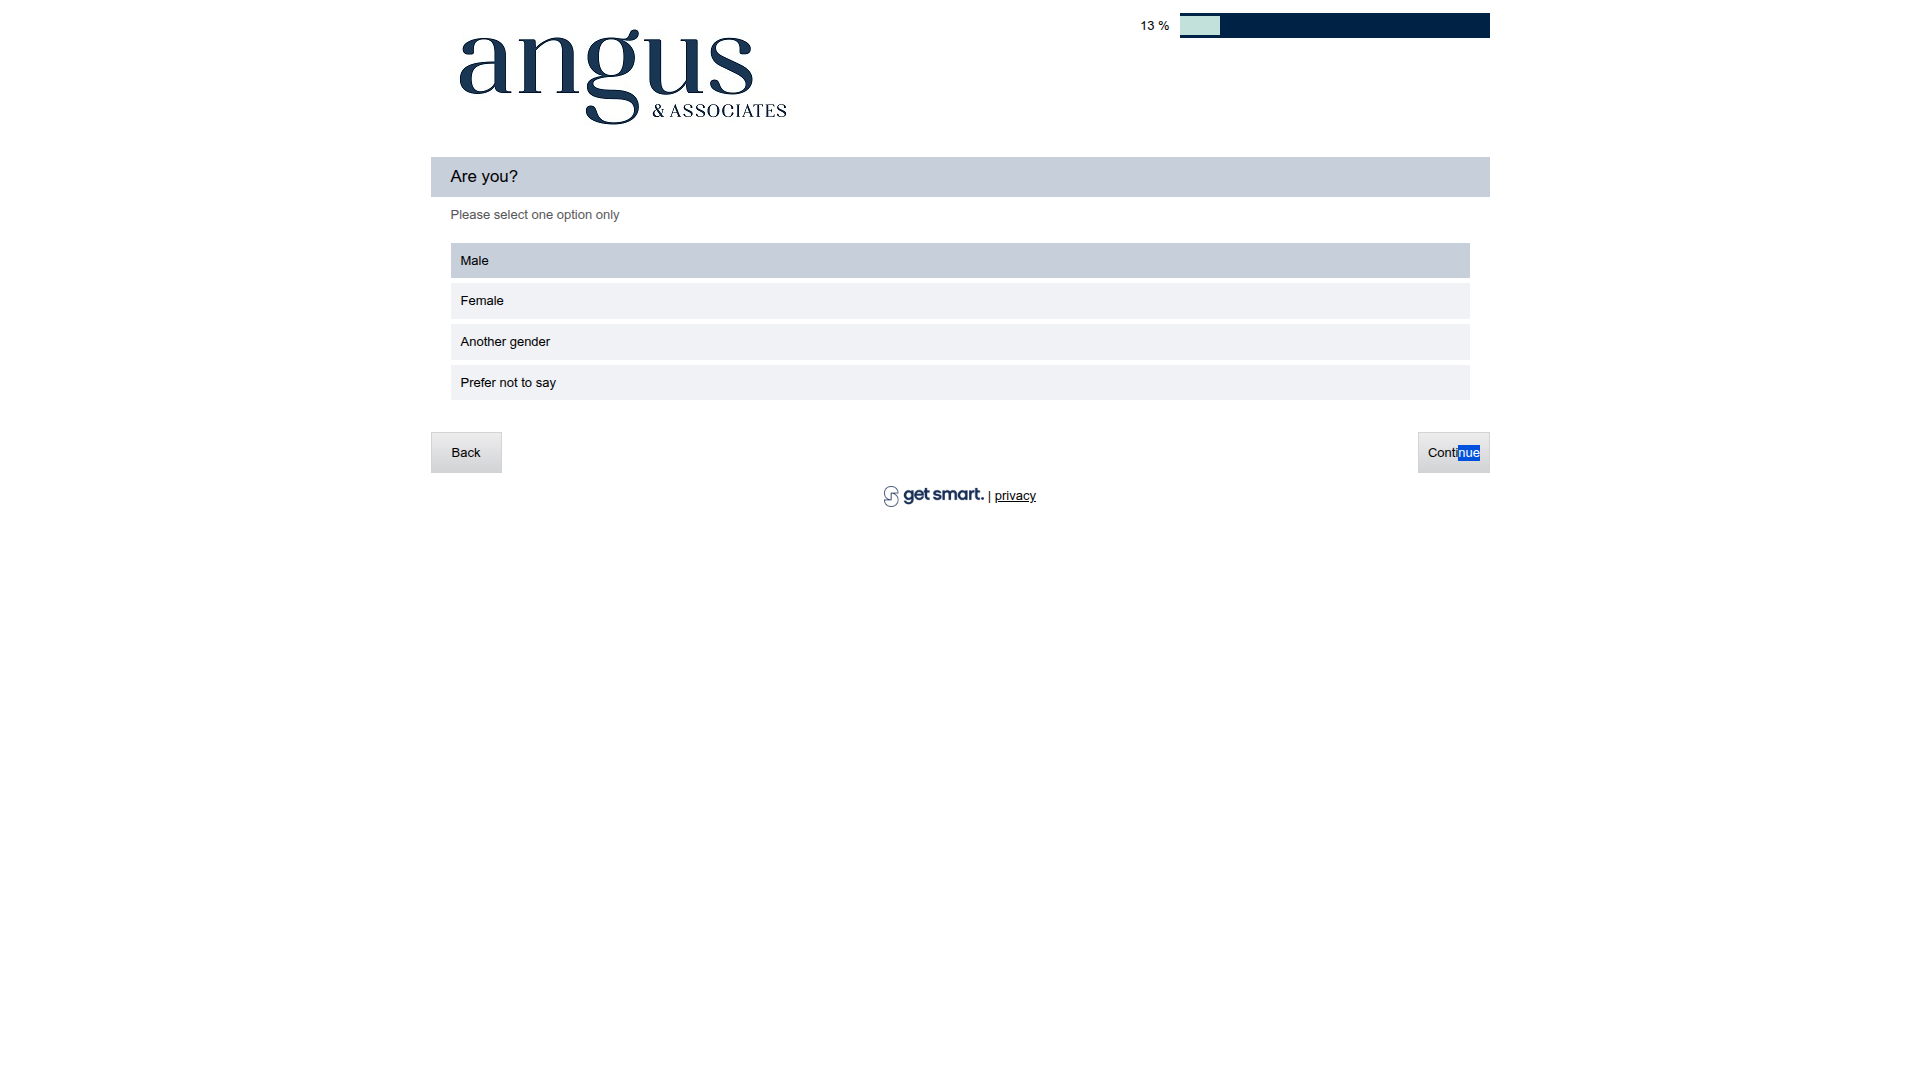 angus
& ASSOCIATES
13 %
Are you?
Please select one option only
Male
Female
Another gender
Prefer not to say
Back
Continue
get smart. | privacy